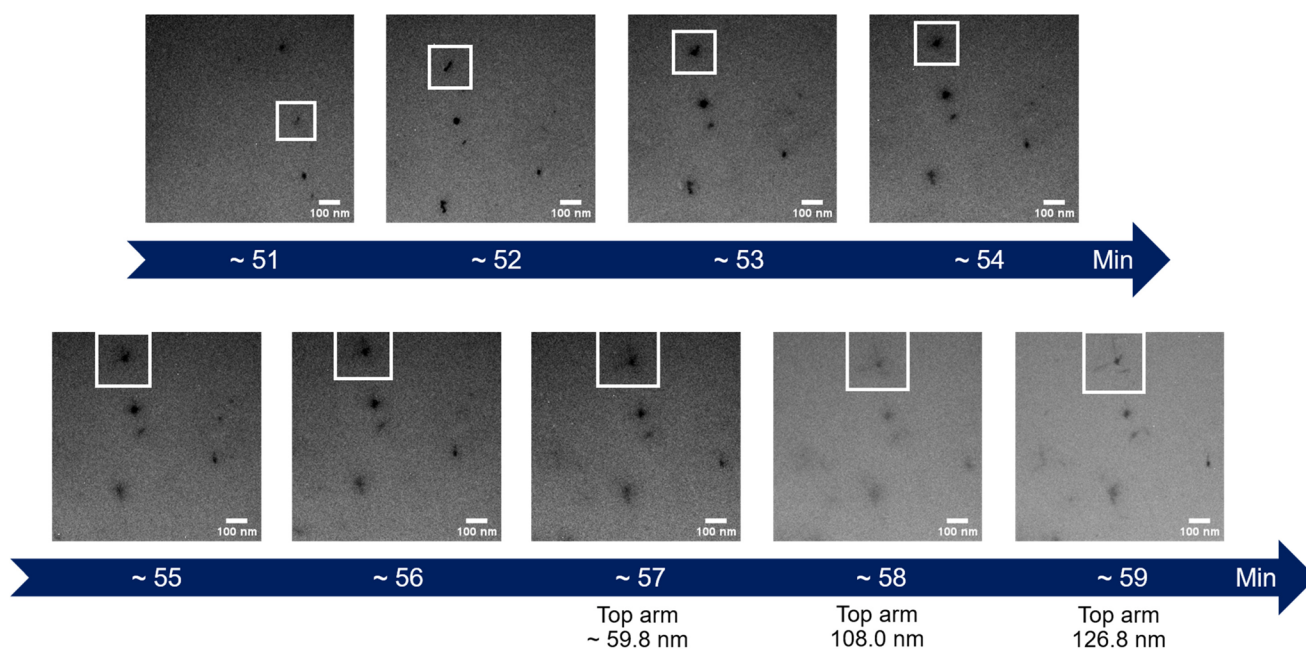 100 nm
100 nm
100 nm
100 nm
~ 51
~ 52
~ 53
~ 54
Min
100 nm
100 nm
100 nm
100 nm
100 nm
~ 55
~ 56
~ 57
~ 58
~ 59
Min
Top arm
~ 59.8 nm
Top arm
108.0 nm
Top arm
126.8 nm